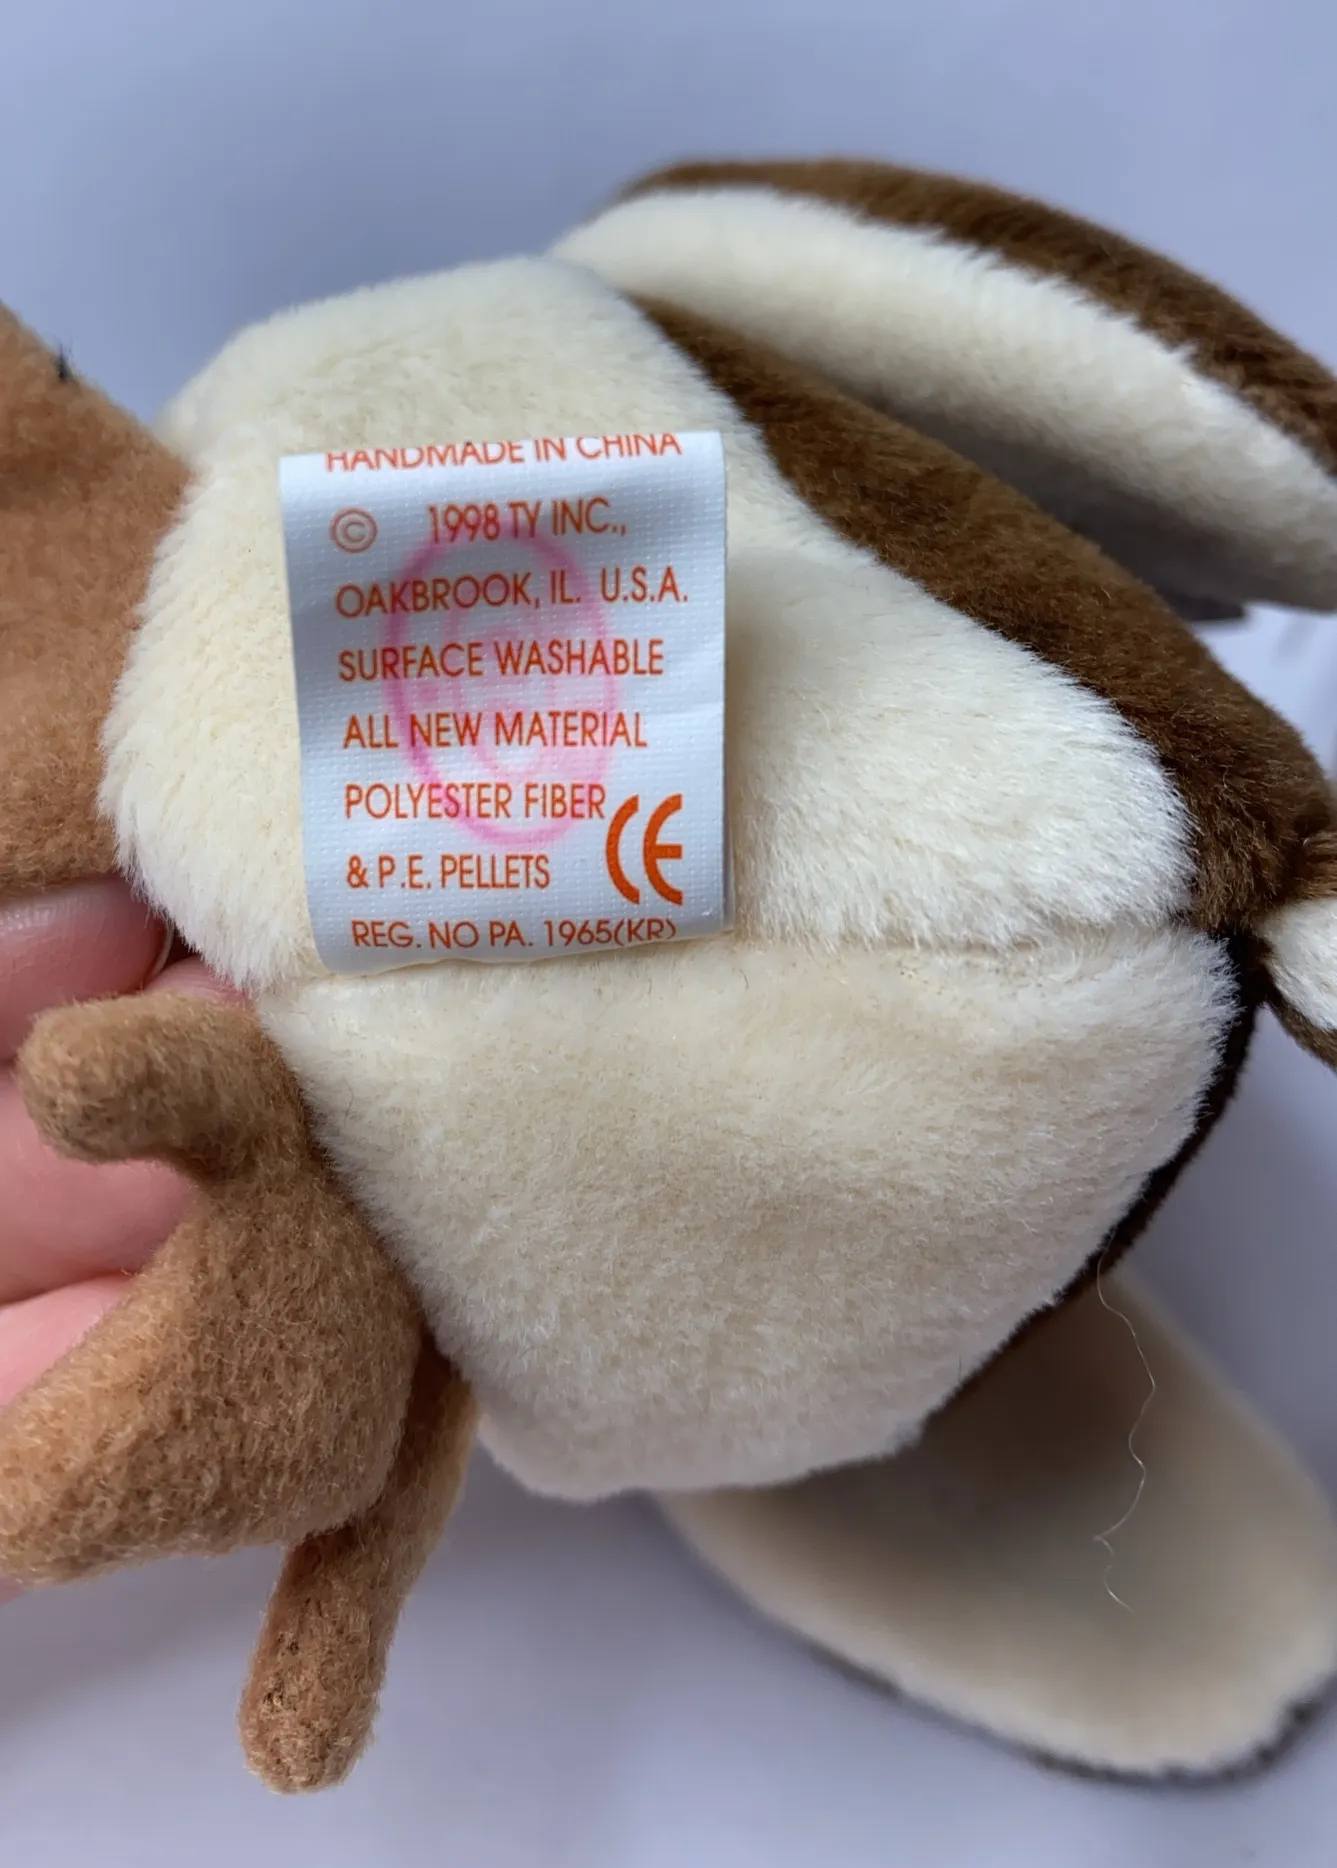 HANDMADE IN CHINA
© 1998 TY INC.,
OAKBROOK, IL. U.S.A.
SURFACE WASHABLE
ALL NEW MATERIAL
POLYESTER FIBER
& P.E. PELLETS CE
REG. NO PA. 1965(KR)